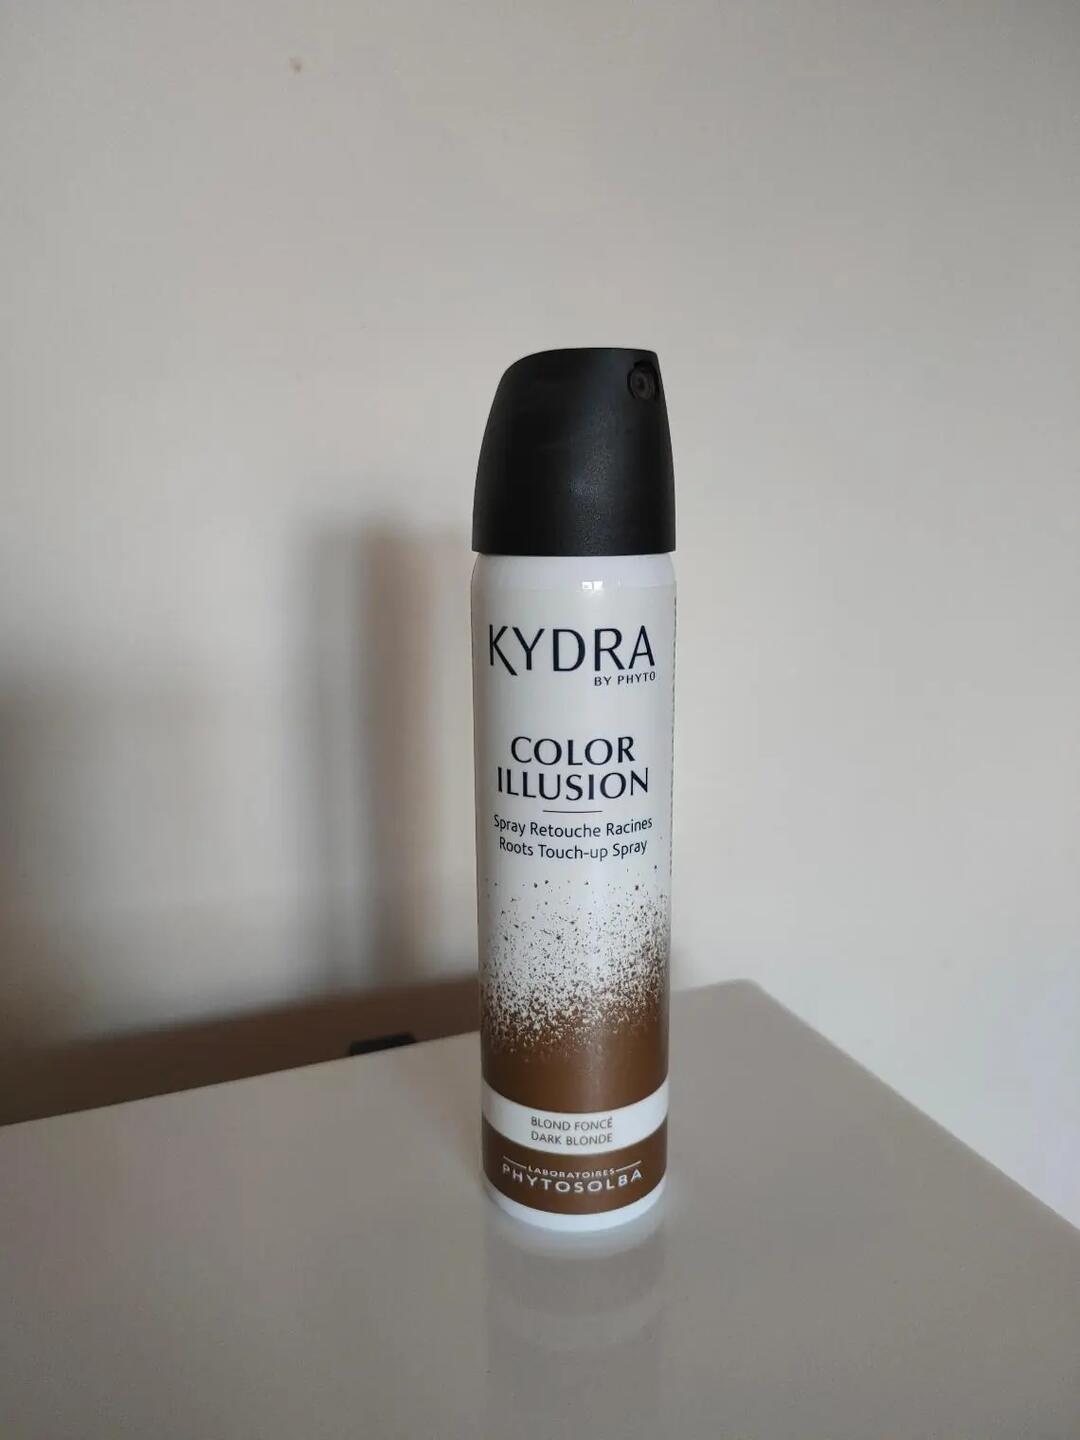 KYDRA
BY PHYTO
COLOR
ILLUSION
Spray Retouche Racines
Roots Touch-up Spray
BLOND FONCÉ
DARK BLONDE
LABORATOIRES
PHYTOSOLBA